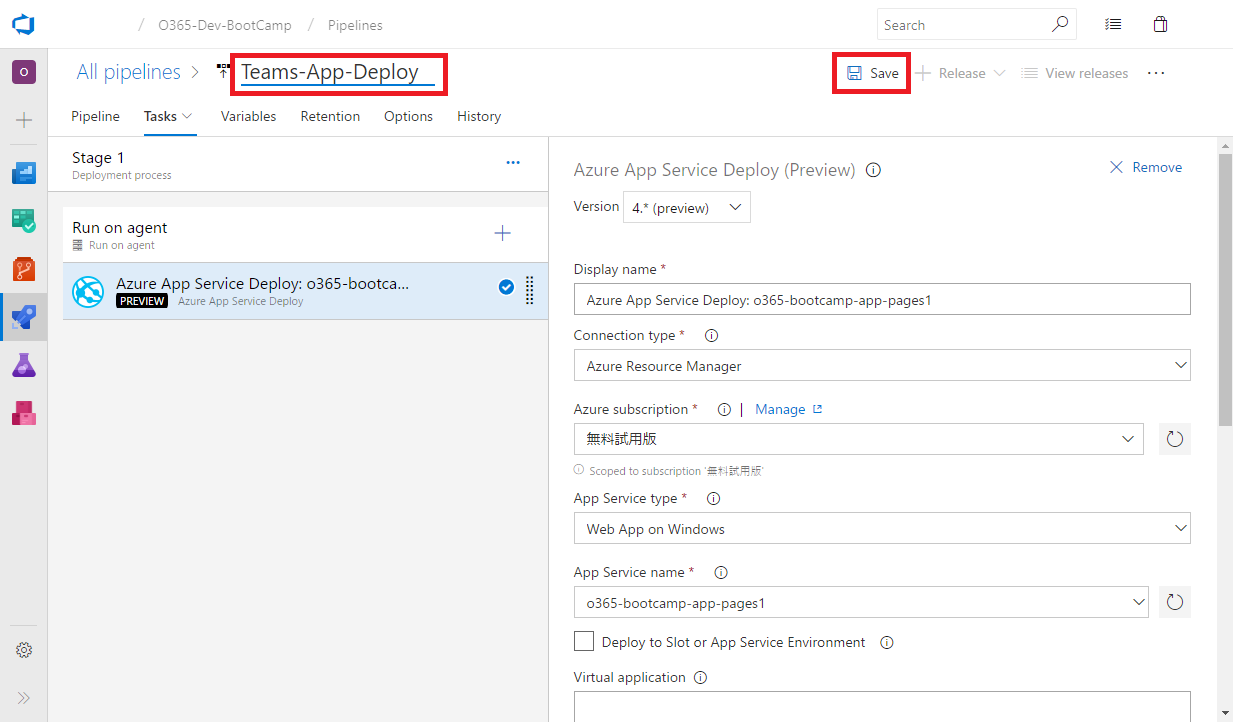 / O365-Dev-BootCamp / Pipelines
Search
O
All pipelines > Teams-App-Deploy
Save
Release
View releases
Pipeline
Tasks
Variables
Retention
Options
History
Stage 1
Deployment process
Run on agent
Run on agent
Azure App Service Deploy: o365-bootca...
PREVIEW Azure App Service Deploy
Azure App Service Deploy (Preview)
Remove
Version 4.* (preview)
Display name *
Azure App Service Deploy: o365-bootcamp-app-pages1
Connection type *
Azure Resource Manager
Azure subscription * | Manage
無料試用版
Scoped to subscription '無料試用版'
App Service type *
Web App on Windows
App Service name *
o365-bootcamp-app-pages1
Deploy to Slot or App Service Environment
Virtual application